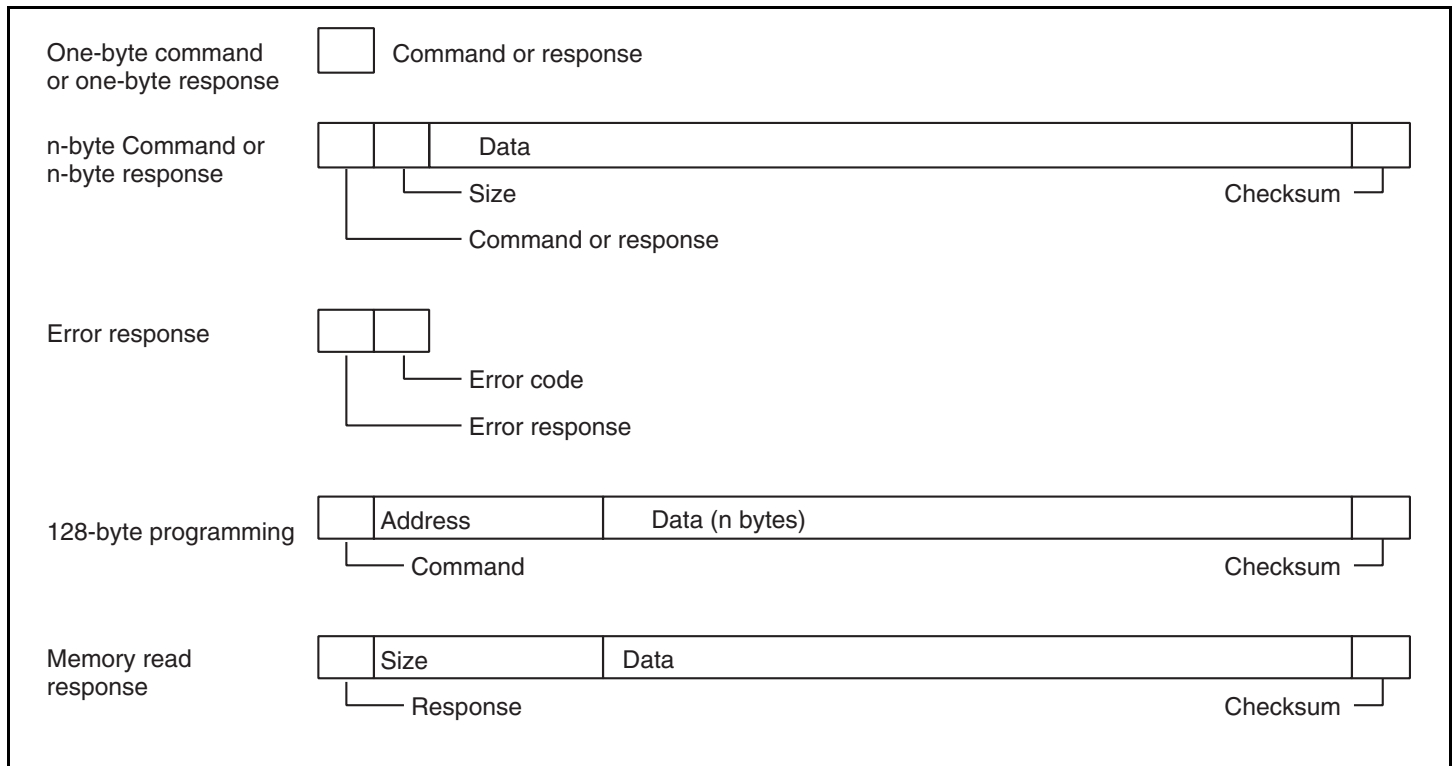 One-byte command
or one-byte response
Command or response
n-byte Command or
n-byte response
Data
Size
Checksum
Command or response
Error response
Error code
Error response
128-byte programming
Address
Data (n bytes)
Command
Checksum
Memory read
response
Size
Data
Response
Checksum